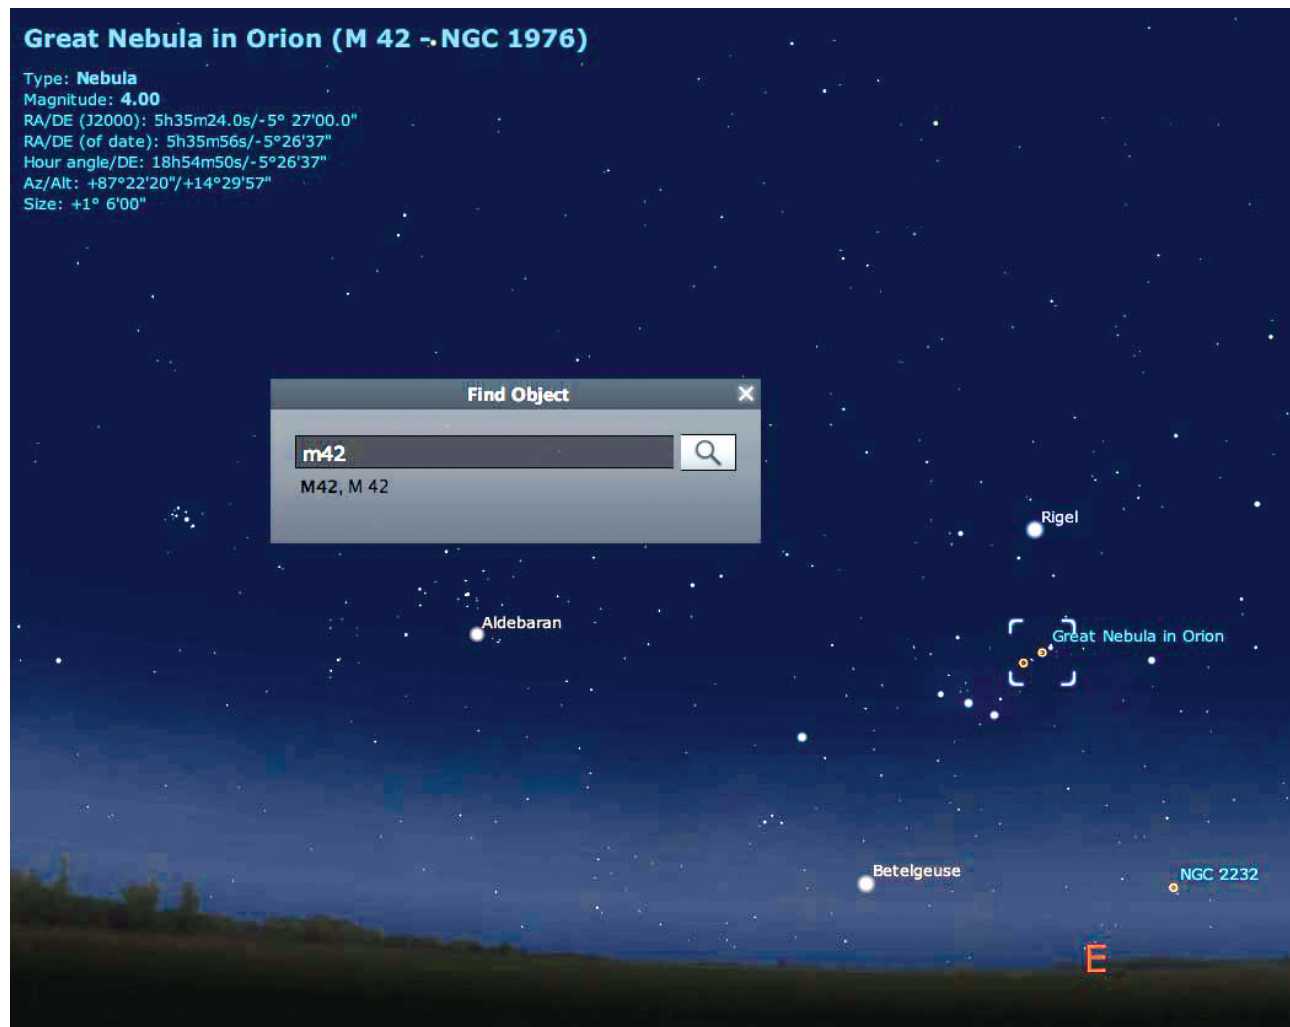 Great Nebula in Orion (M 42 - NGC 1976)
Type: Nebula
Magnitude: 4.00
RA/DE (J2000): 5h35m24.0s/-5° 27'00.0"
RA/DE (of date): 5h35m56s/-5°26'37"
Hour angle/DE: 18h54m50s/-5°26'37"
Az/Alt: +87°22'20"/+14°29'57"
Size: +1° 6'00"
Find Object
m42
M42, M 42
Rigel
Aldebaran
Great Nebula in Orion
Betelgeuse
NGC 2232
E